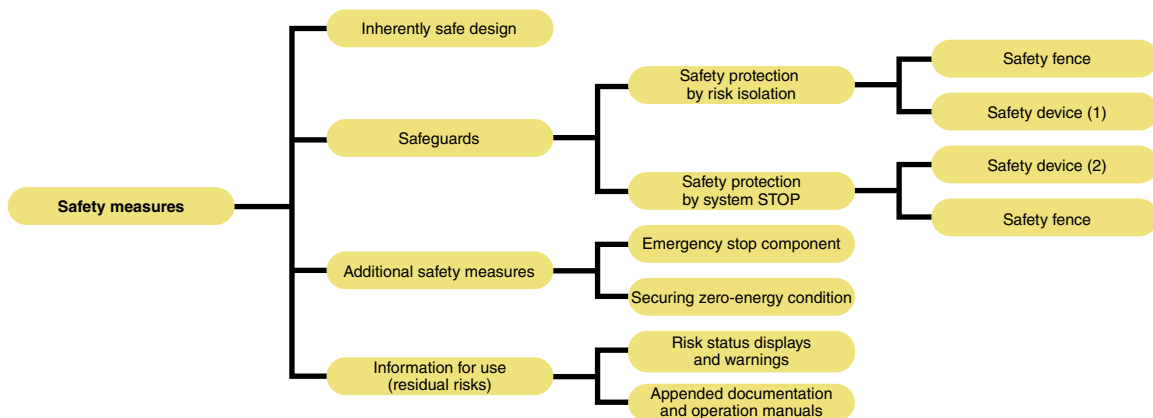 Safety measures
Inherently safe design
Safeguards
Safety protection
by risk isolation
Safety fence
Safety device (1)
Safety protection
by system STOP
Safety device (2)
Safety fence
Additional safety measures
Emergency stop component
Securing zero-energy condition
Information for use
(residual risks)
Risk status displays
and warnings
Appended documentation
and operation manuals